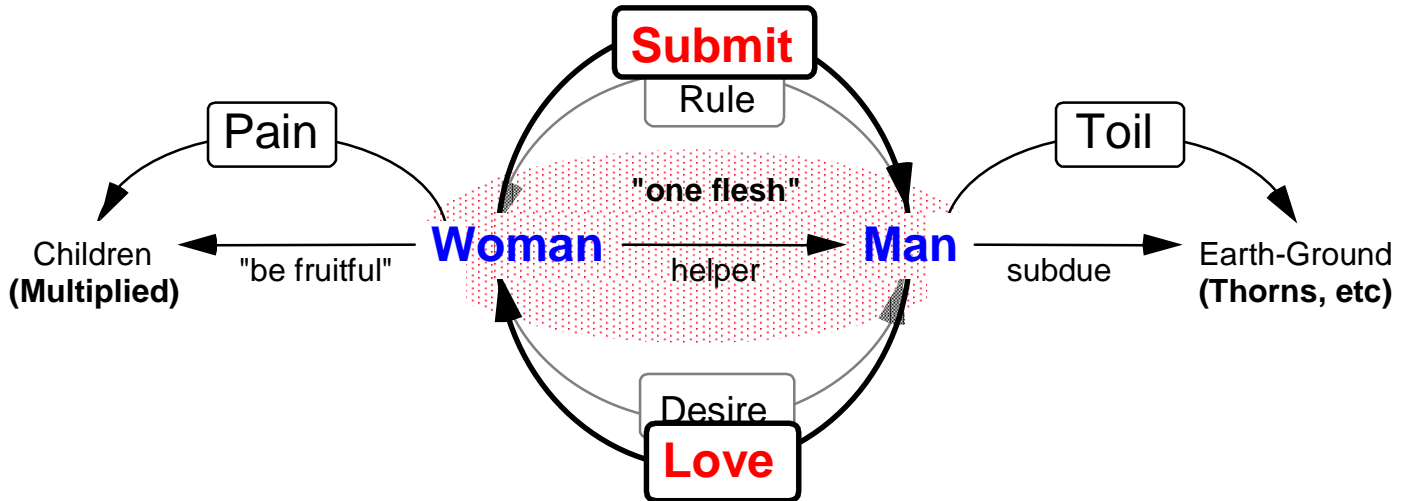 Submit
Rule
Pain
Toil
"one flesh"
Woman
Man
Children
(Multiplied)
"be fruitful"
helper
subdue
Earth-Ground
(Thorns, etc)
Desire
Love